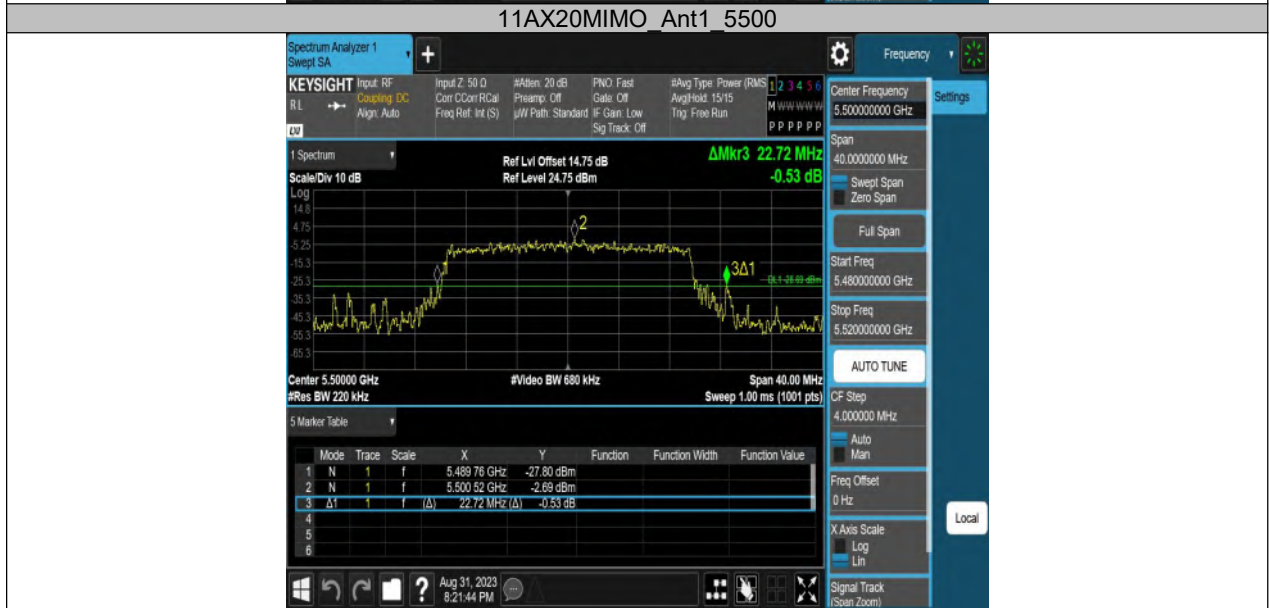 11AX20MIMO_Ant1_5500
Spectrum Analyzer 1
Swept SA
+
Frequency
KEYSIGHT
RL
LXI
Input: RF
Coupling: DC
Align: Auto
Input Z: 50 Ω
Corr CCorr RCal
Freq Ref: Int (S)
#Atten: 20 dB
Preamp: Off
µW Path: Standard
PNO: Fast
Gate: Off
IF Gain: Low
Sig Track: Off
#Avg Type: Power (RMS
Avg|Hold: 15/15
Trig: Free Run
1 2 3 4 5 6
M W W W W W
P P P P P P
1 Spectrum
Scale/Div 10 dB
Ref Lvl Offset 14.75 dB
Ref Level 24.75 dBm
ΔMkr3 22.72 MHz
-0.53 dB
Log
14.8
4.75
-5.25
-15.3
-25.3
-35.3
-45.3
-55.3
-65.3
2
3Δ1
DL1 -28.69 dBm
Center 5.50000 GHz
#Res BW 220 kHz
#Video BW 680 kHz
Span 40.00 MHz
Sweep 1.00 ms (1001 pts)
5 Marker Table
Mode Trace Scale X Y Function Function Width Function Value
1 N 1 f 5.489 76 GHz -27.80 dBm
2 N 1 f 5.500 52 GHz -2.69 dBm
3 Δ1 1 f (Δ) 22.72 MHz (Δ) -0.53 dB
4
5
6
?
Aug 31, 2023
8:21:44 PM
Center Frequency
5.500000000 GHz
Span
40.0000000 MHz
Swept Span
Zero Span
Full Span
Start Freq
5.480000000 GHz
Stop Freq
5.520000000 GHz
AUTO TUNE
CF Step
4.000000 MHz
Auto
Man
Freq Offset
0 Hz
X Axis Scale
Log
Lin
Signal Track
(Span Zoom)
Settings
Local